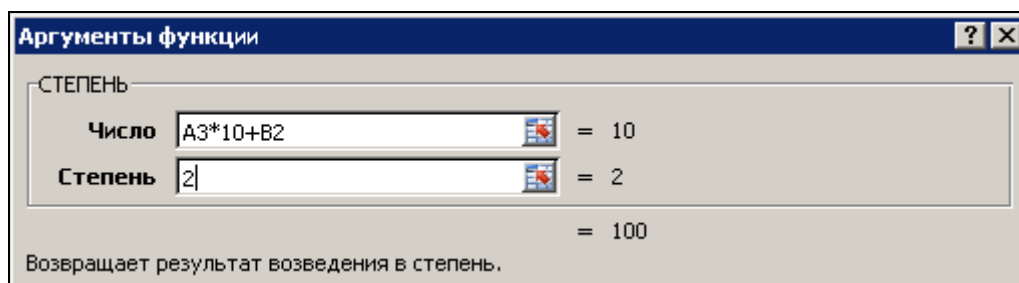 Аргументы функции
СТЕПЕНЬ
Число A3*10+B2 = 10
Степень 2 = 2
= 100
Возвращает результат возведения в степень.